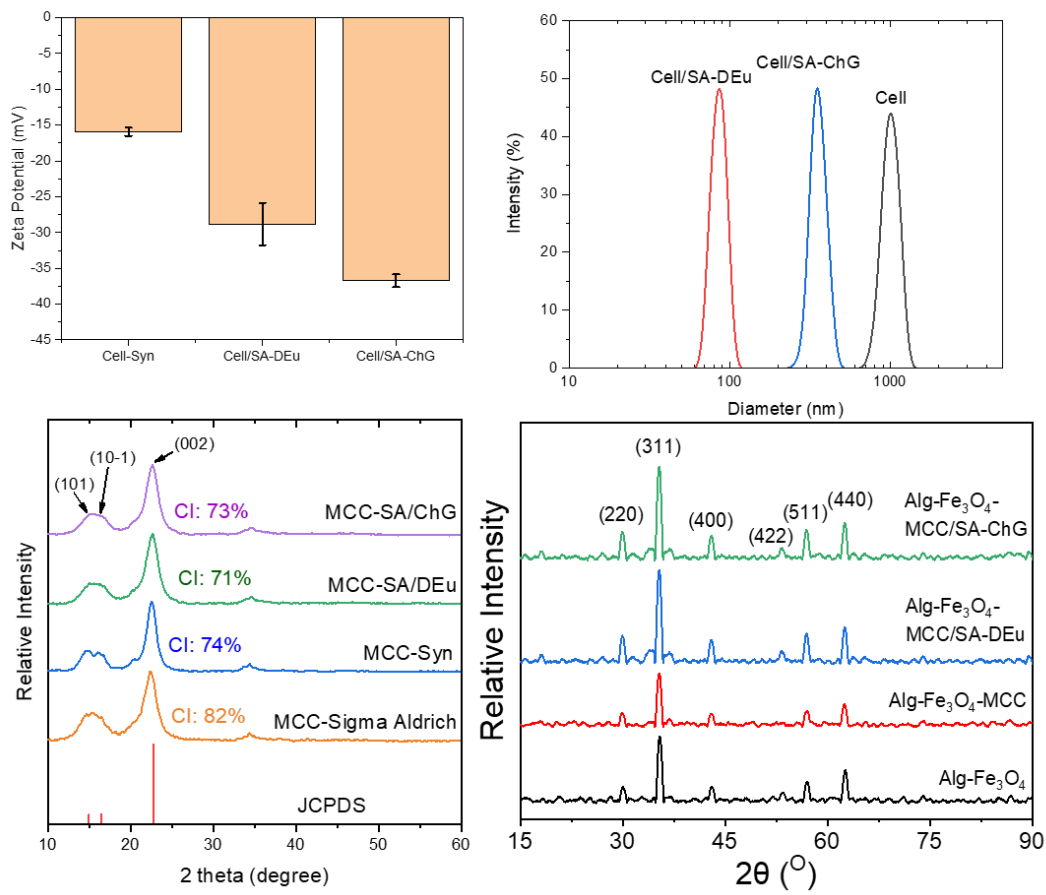 0
-5
-10
-15
-20
-25
-30
-35
-40
-45
Zeta Potential (mV)
Cell-Syn
Cell/SA-DEu
Cell/SA-ChG
60
50
40
30
20
10
0
Intensity (%)
Cell/SA-DEu
Cell/SA-ChG
Cell
10
100
1000
Diameter (nm)
Relative Intensity
(101)
(10-1)
(002)
CI: 73%
MCC-SA/ChG
CI: 71%
MCC-SA/DEu
CI: 74%
MCC-Syn
CI: 82%
MCC-Sigma Aldrich
JCPDS
10
20
30
40
50
60
2 theta (degree)
Relative Intensity
(220)
(311)
(400)
(422)
(511)
(440)
Alg-Fe₃O₄-
MCC/SA-ChG
Alg-Fe₃O₄-
MCC/SA-DEu
Alg-Fe₃O₄-MCC
Alg-Fe₃O₄
15
30
45
60
75
90
2θ (ᴼ)